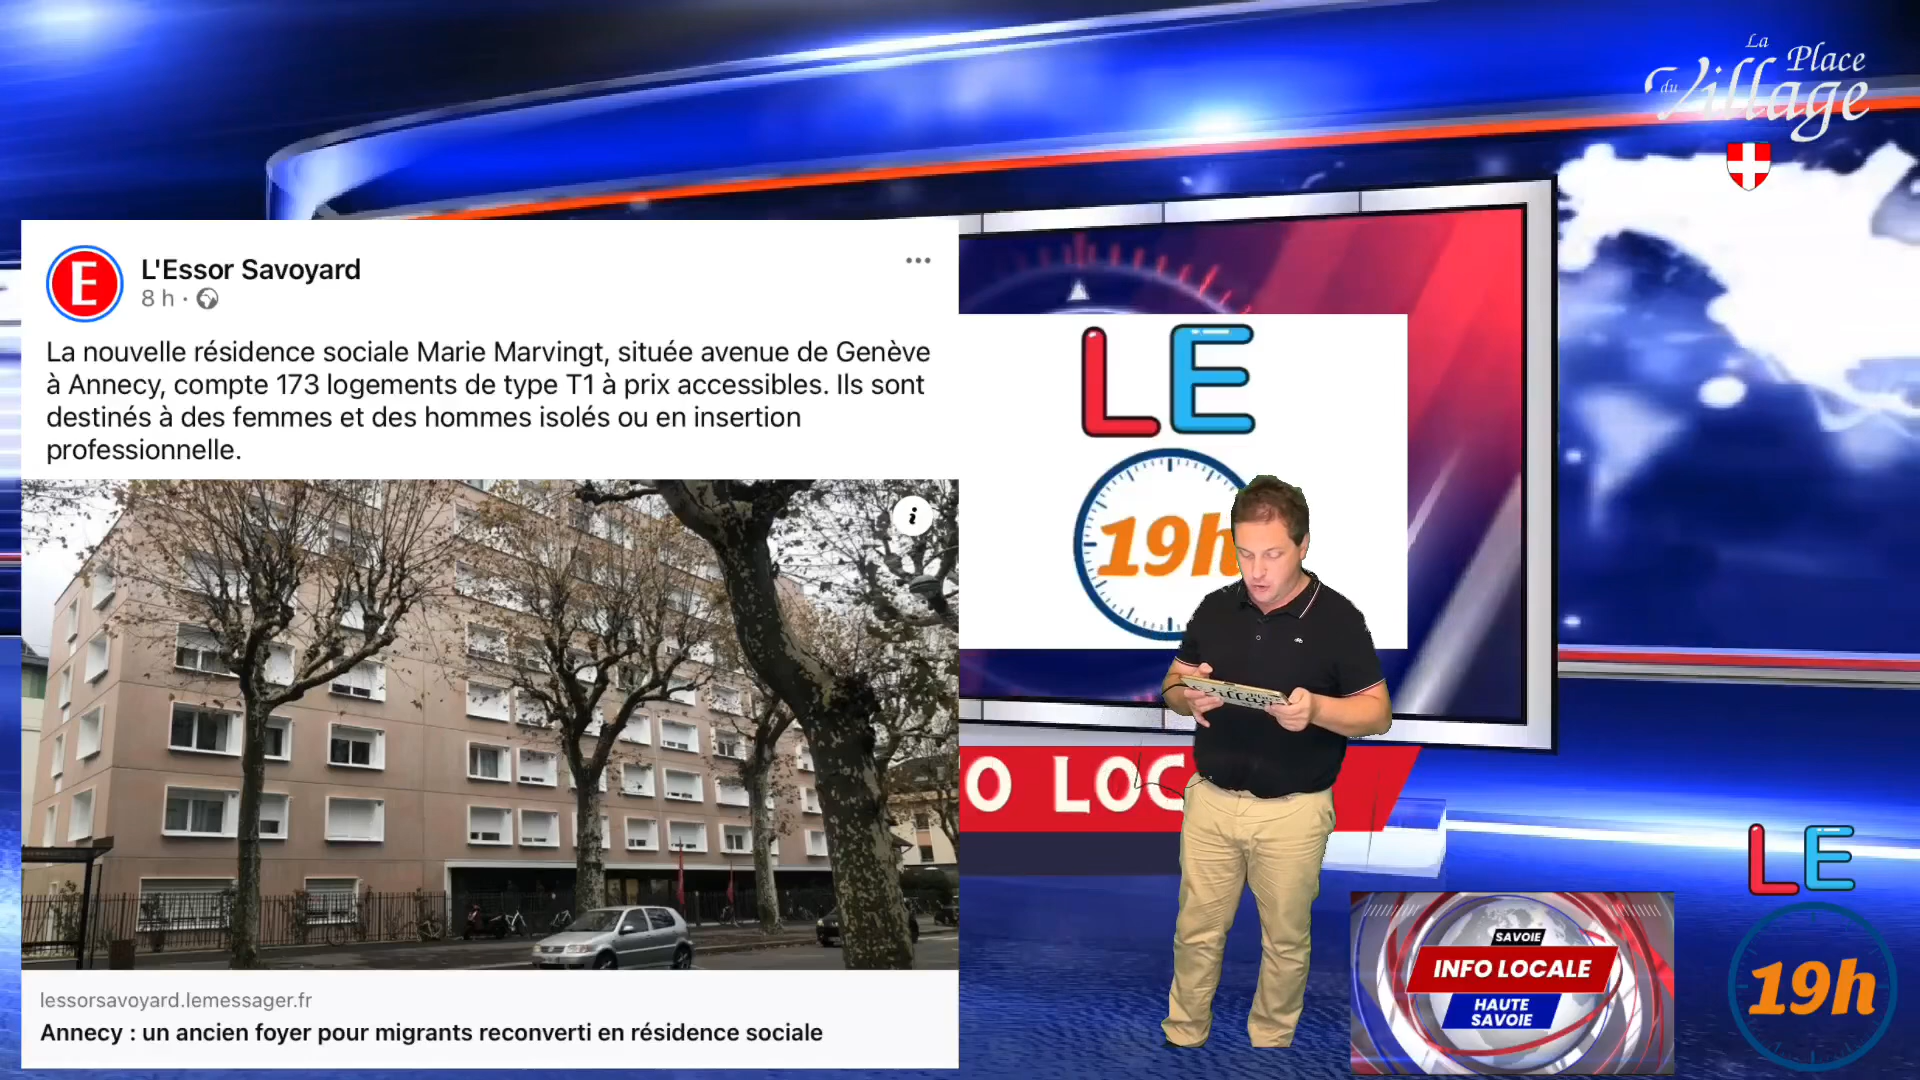 La Place
du Village
E
L'Essor Savoyard
8 h ·
La nouvelle résidence sociale Marie Marvingt, située avenue de Genève
à Annecy, compte 173 logements de type T1 à prix accessibles. Ils sont
destinés à des femmes et des hommes isolés ou en insertion
professionnelle.
i
lessorsavoyard.lemessager.fr
Annecy : un ancien foyer pour migrants reconverti en résidence sociale
LE
19h
Place
Village
O LOC
SAVOIE
INFO LOCALE
HAUTE
SAVOIE
LE
19h